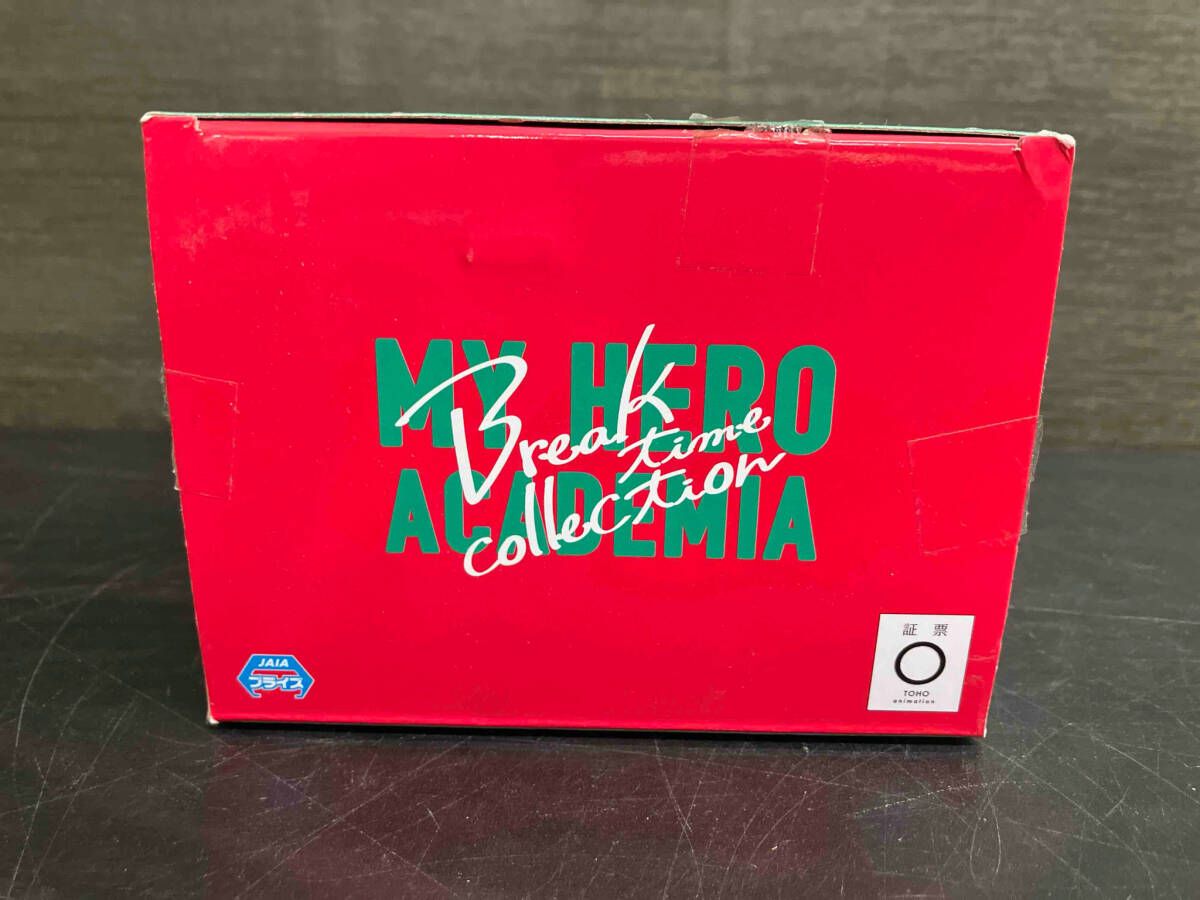 MY HERO
ACADEMIA
Break
time
collection
JAIA
プライズ
証票
TOHO
animation